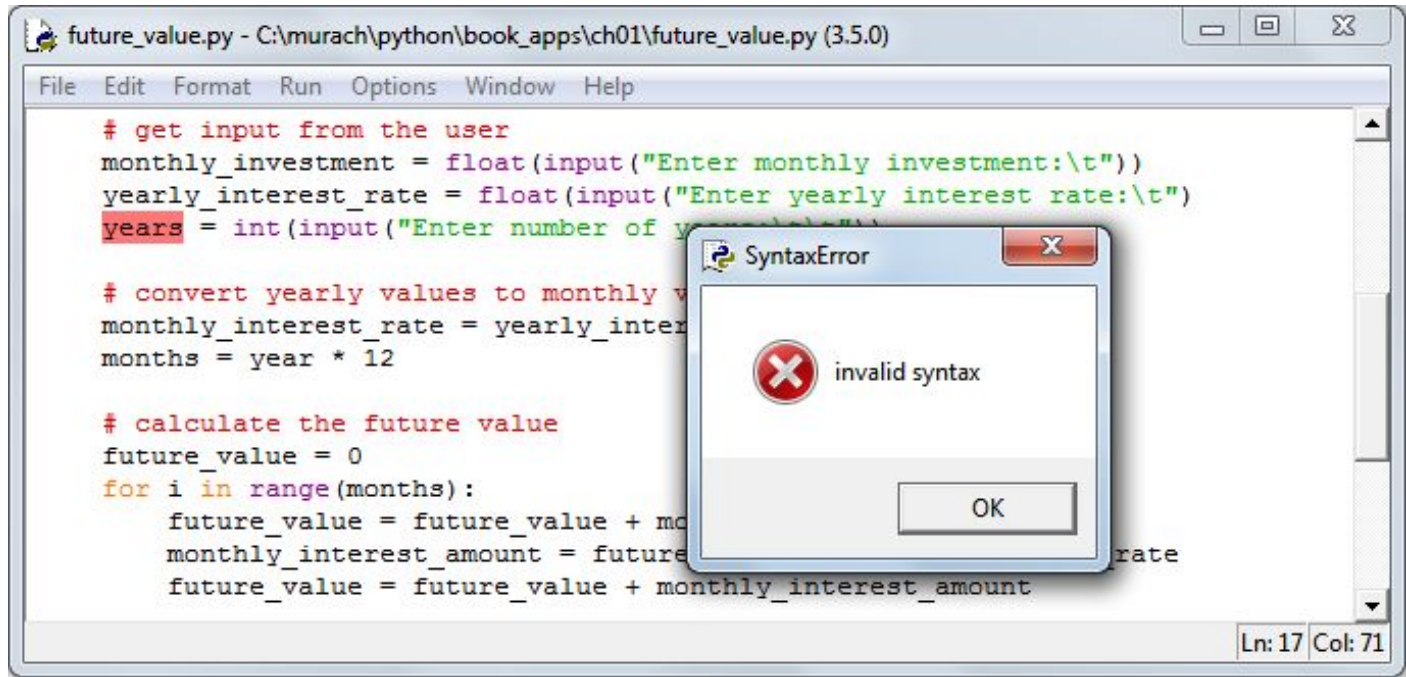 future_value.py - C:\murach\python\book_apps\ch01\future_value.py (3.5.0)
File Edit Format Run Options Window Help
# get input from the user
monthly_investment = float(input("Enter monthly investment:\t"))
yearly_interest_rate = float(input("Enter yearly interest rate:\t")
years = int(input("Enter number of
SyntaxError
# convert yearly values to monthly
monthly_interest_rate = yearly_inter
months = year * 12
invalid syntax
# calculate the future value
future_value = 0
for i in range(months):
OK
future_value = future_value + mo
monthly_interest_amount = future rate
future_value = future_value + monthly_interest_amount
Ln: 17 Col: 71